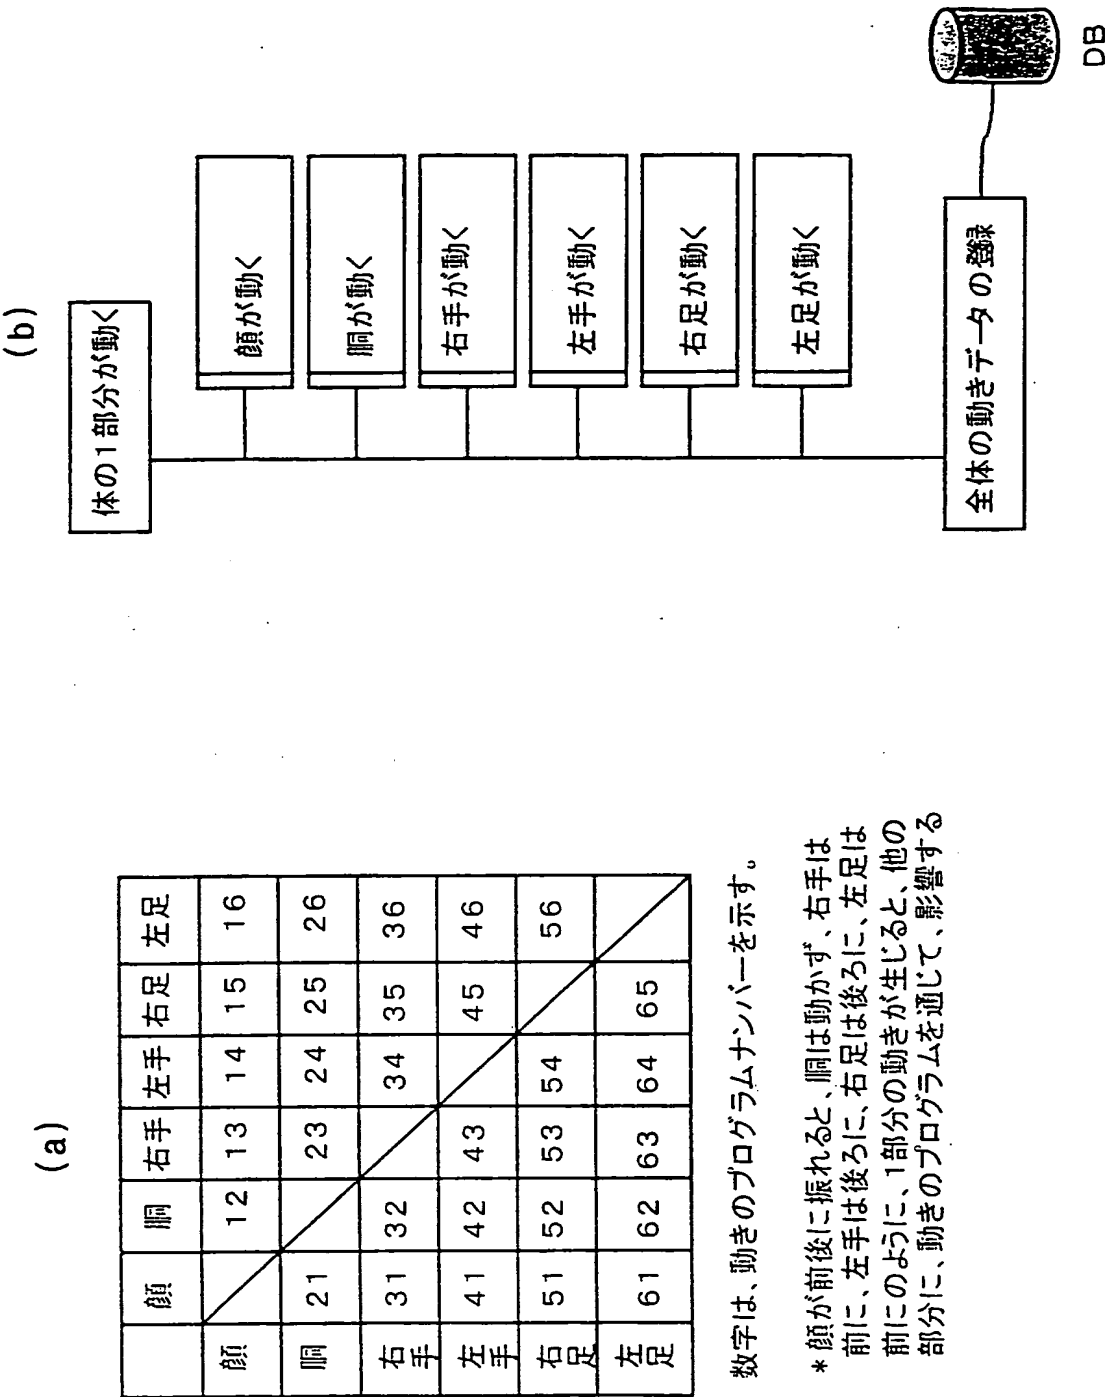 (a)
顔 胴 右手 左手 右足 左足
顔 12 13 14 15 16
胴 21 23 24 25 26
右手 31 32 34 35 36
左手 41 42 43 45 46
右足 51 52 53 54 56
左足 61 62 63 64 65
数字は、動きのプログラムナンバーを示す。
*顔が前後に振れると、胴は動かず、右手は
前に、左手は後ろに、右足は後ろに、左足は
前にのように、1部分の動きが生じると、他の
部分に、動きのプログラムを通じて、影響する
(b)
体の1部分が動く
顔が動く
胴が動く
右手が動く
左手が動く
右足が動く
左足が動く
全体の動きデータの登録
DB